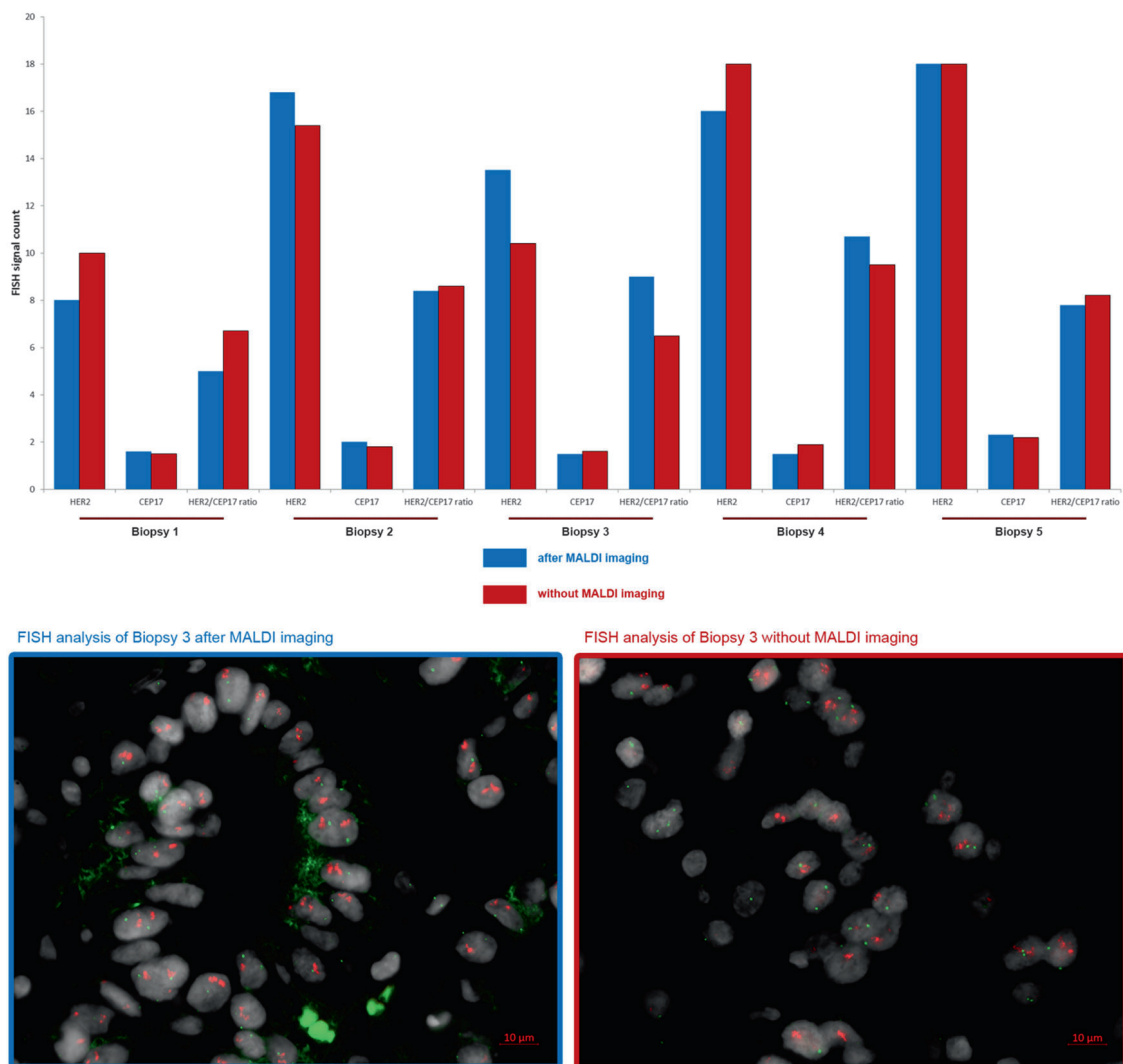 20
18
16
14
12
10
8
6
4
2
0
FISH signal count
HER2 CEP17 HER2/CEP17 ratio HER2 CEP17 HER2/CEP17 ratio HER2 CEP17 HER2/CEP17 ratio HER2 CEP17 HER2/CEP17 ratio HER2 CEP17 HER2/CEP17 ratio
Biopsy 1 Biopsy 2 Biopsy 3 Biopsy 4 Biopsy 5
after MALDI imaging
without MALDI imaging
FISH analysis of Biopsy 3 after MALDI imaging
FISH analysis of Biopsy 3 without MALDI imaging
10 µm
10 µm